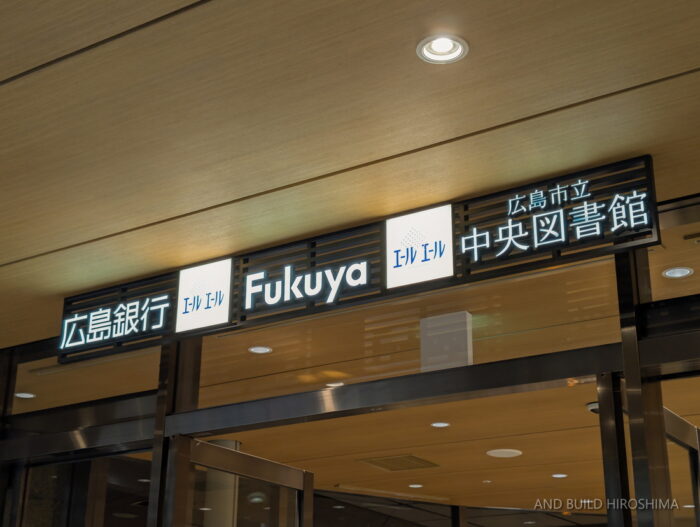 広島銀行
エールエール
Fukuya
エールエール
広島市立
中央図書館
AND BUILD HIROSHIMA